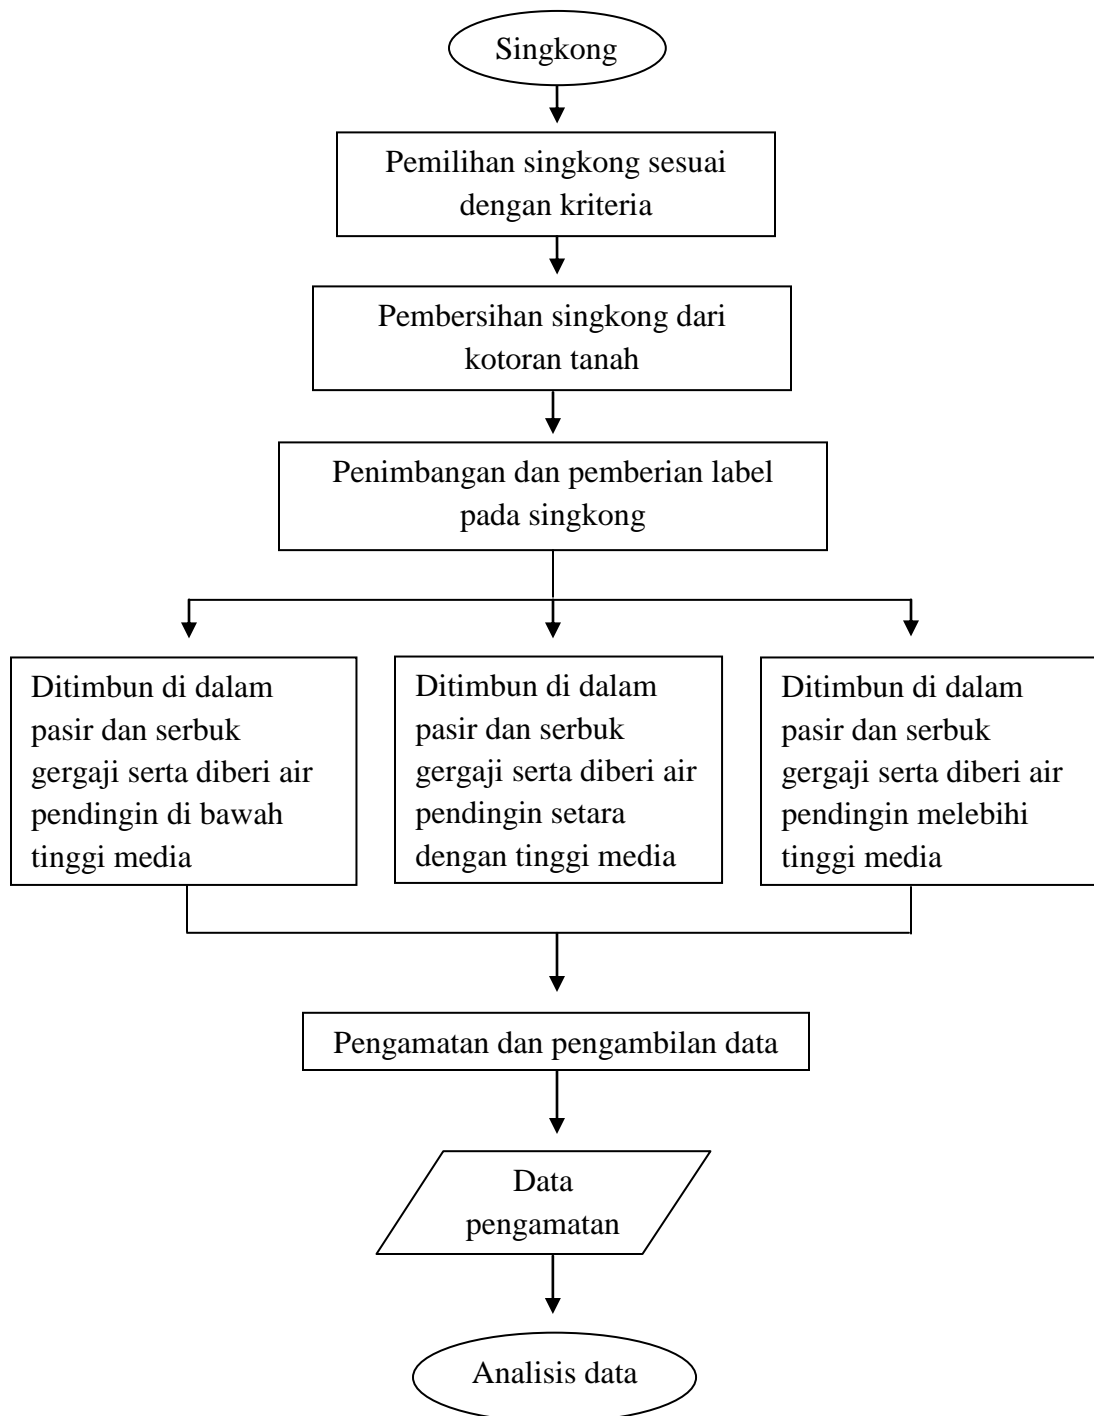 Singkong
Pemilihan singkong sesuai
dengan kriteria
Pembersihan singkong dari
kotoran tanah
Penimbangan dan pemberian label
pada singkong
Ditimbun di dalam
pasir dan serbuk
gergaji serta diberi air
pendingin di bawah
tinggi media
Ditimbun di dalam
pasir dan serbuk
gergaji serta diberi air
pendingin setara
dengan tinggi media
Ditimbun di dalam
pasir dan serbuk
gergaji serta diberi air
pendingin melebihi
tinggi media
Pengamatan dan pengambilan data
Data
pengamatan
Analisis data